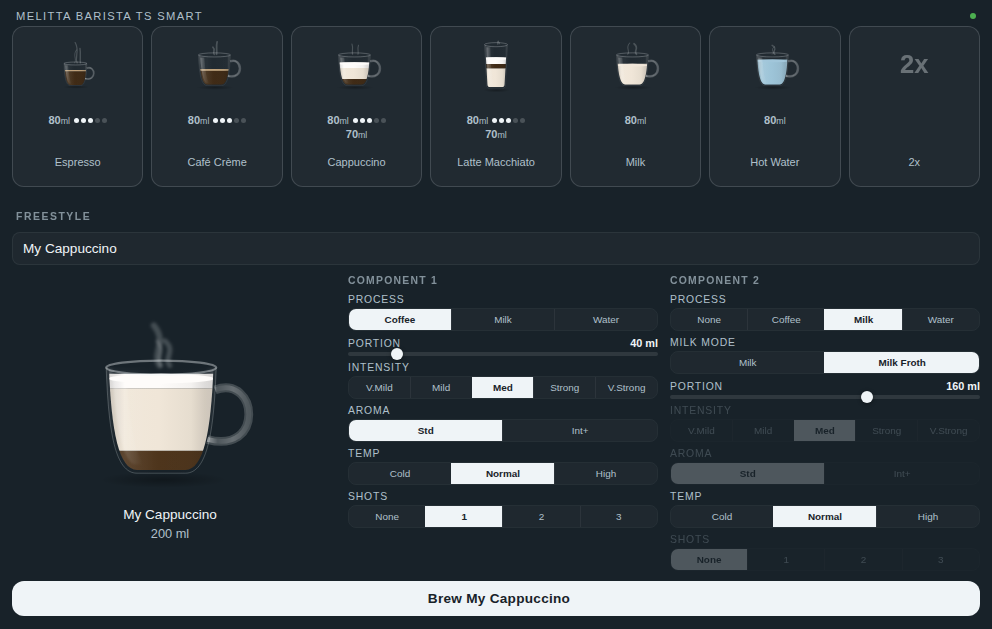 MELITTA BARISTA TS SMART
80ml
Espresso
80ml
Café Crème
80ml
70ml
Cappuccino
80ml
70ml
Latte Macchiato
80ml
Milk
80ml
Hot Water
2x
2x
FREESTYLE
My Cappuccino
My Cappuccino
200 ml
COMPONENT 1
PROCESS
Coffee Milk Water
PORTION 40 ml
INTENSITY
V.Mild Mild Med Strong V.Strong
AROMA
Std Int+
TEMP
Cold Normal High
SHOTS
None 1 2 3
COMPONENT 2
PROCESS
None Coffee Milk Water
MILK MODE
Milk Milk Froth
PORTION 160 ml
INTENSITY
V.Mild Mild Med Strong V.Strong
AROMA
Std Int+
TEMP
Cold Normal High
SHOTS
None 1 2 3
Brew My Cappuccino